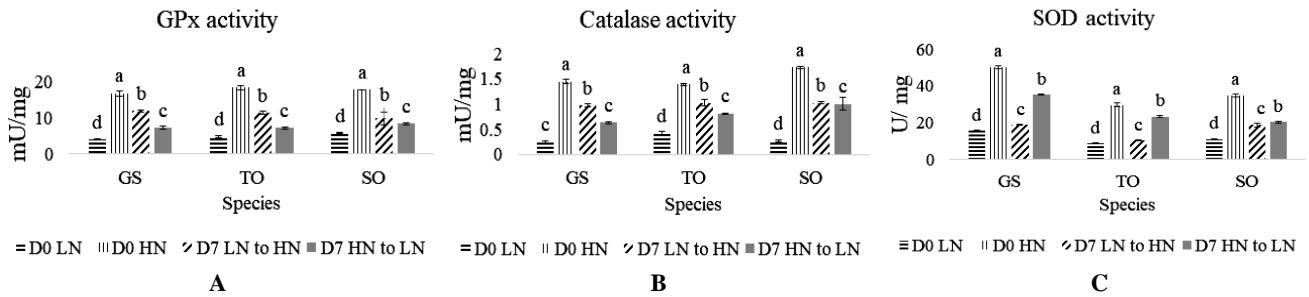 GPx activity
mU/mg
20
10
0
d a b c
d a b c
d a b c
GS TO SO
Species
D0 LN D0 HN D7 LN to HN D7 HN to LN
A
Catalase activity
mU/mg
2
1.5
1
0.5
0
c a b c
d a b c
d a b c
GS TO SO
Species
D0 LN D0 HN D7 LN to HN D7 HN to LN
B
SOD activity
U/ mg
60
40
20
0
d a c b
d a c b
d a c b
GS TO SO
Species
D0 LN D0 HN D7 LN to HN D7 HN to LN
C